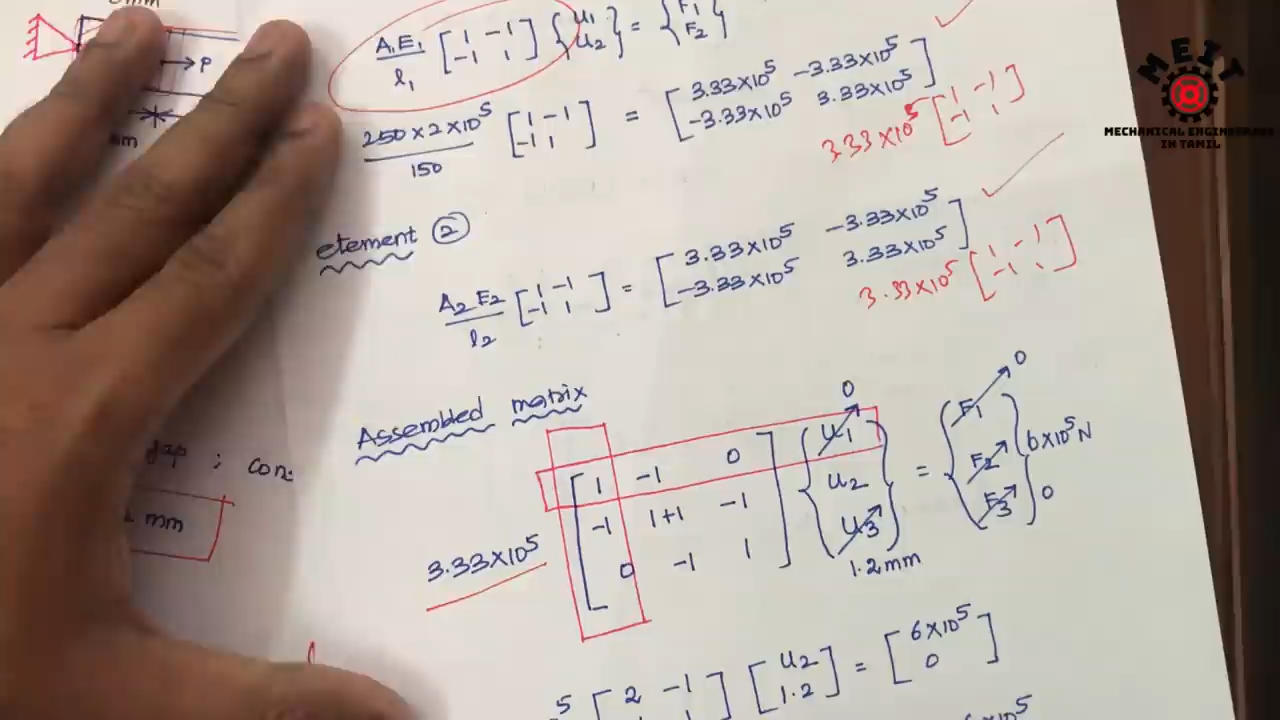 A₁E₁/l₁ [1 -1; -1 1] {u₁; u₂} = {F₁; F₂}
250 × 2×10⁵/150 [1 -1; -1 1] = [3.33×10⁵ -3.33×10⁵; -3.33×10⁵ 3.33×10⁵]
3.33×10⁵ [1 -1; -1 1]
element ②
A₂E₂/l₂ [1 -1; -1 1] = [3.33×10⁵ -3.33×10⁵; -3.33×10⁵ 3.33×10⁵]
3.33×10⁵ [1 -1; -1 1]
Assembled matrix
3.33×10⁵ [1 -1 0; -1 1+1 -1; 0 -1 1] {u₁ 0; u₂; u₃ 1.2mm} = {F₁ 0; F₂ 6×10⁵N; F₃ 0}
[2 -1] [u₂; 1.2] = [6×10⁵; 0]
P
gap ; con
mm
MEIT
MECHANICAL ENGINEERING
IN TAMIL